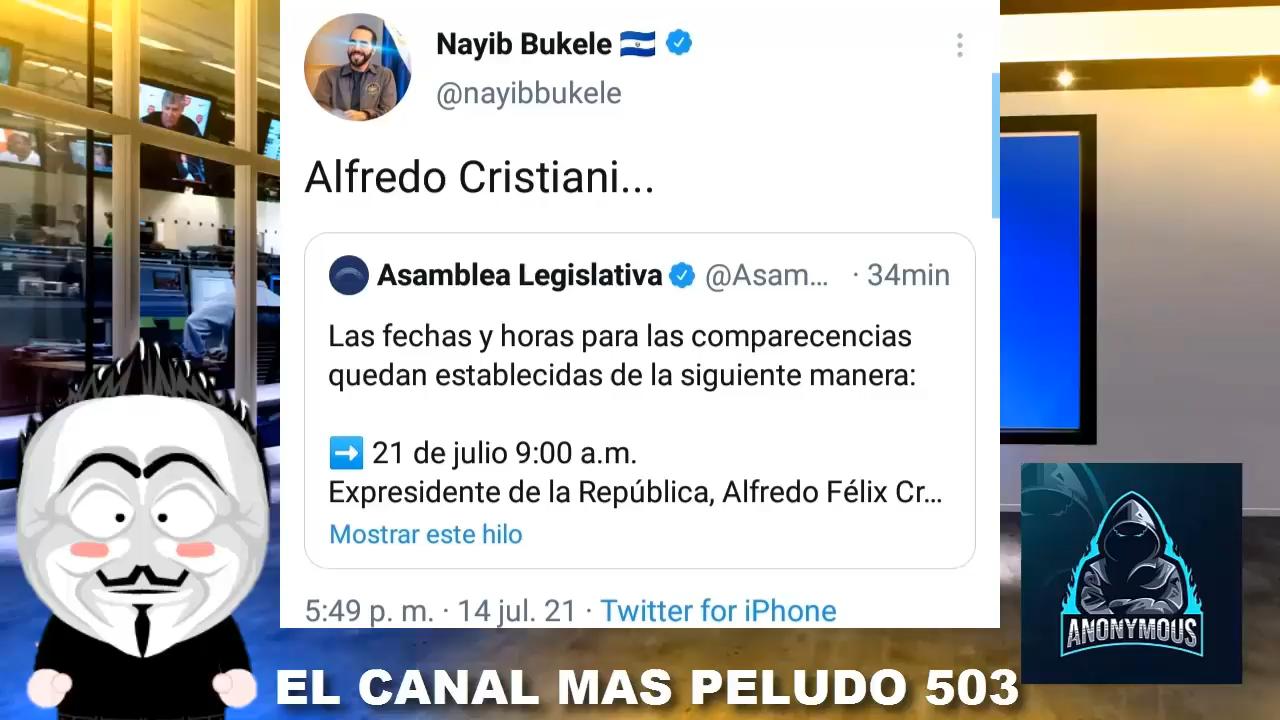 Nayib Bukele
@nayibbukele
Alfredo Cristiani...
Asamblea Legislativa @Asam... · 34min
Las fechas y horas para las comparecencias
quedan establecidas de la siguiente manera:
➡️ 21 de julio 9:00 a.m.
Expresidente de la República, Alfredo Félix Cr...
Mostrar este hilo
5:49 p. m. · 14 jul. 21 · Twitter for iPhone
ANONYMOUS
EL CANAL MAS PELUDO 503